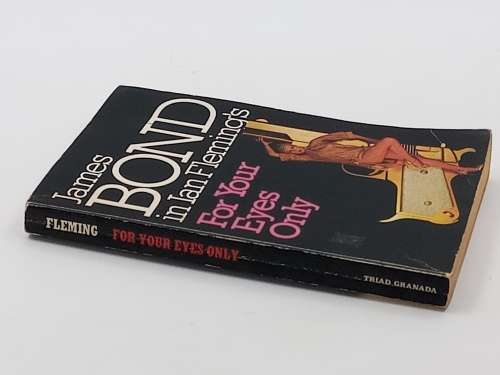 James
BOND
in Ian Fleming's
For Your
Eyes
Only
FLEMING FOR YOUR EYES ONLY TRIAD GRANADA